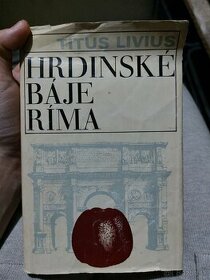 TITUS LIVIUS
HRDINSKÉ
BÁJE
RÍMA